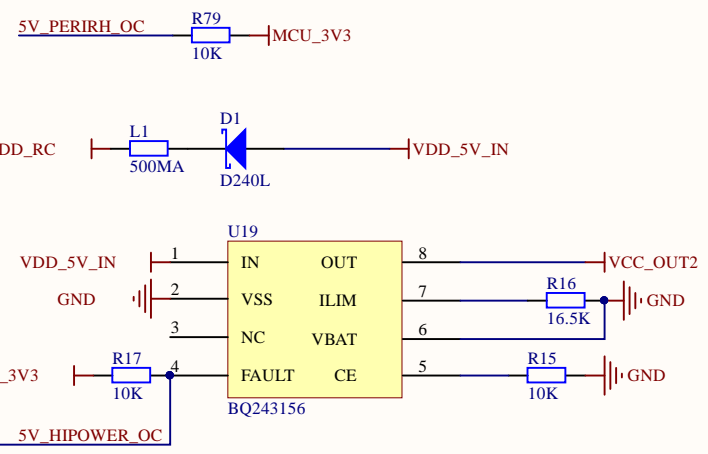 5V_PERIRH_OC
R79
10K
MCU_3V3
DD_RC
L1
500MA
D1
D240L
VDD_5V_IN
U19
VDD_5V_IN
1
IN
OUT
8
VCC_OUT2
GND
2
VSS
ILIM
7
R16
16.5K
GND
3
NC
VBAT
6
_3V3
R17
10K
4
FAULT
CE
5
R15
10K
GND
BQ243156
5V_HIPOWER_OC